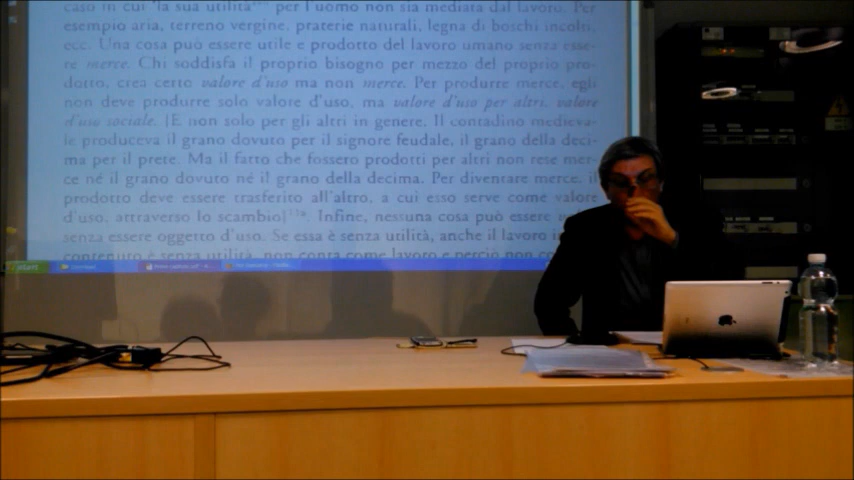 caso in cui "la sua utilità" per l'uomo non sia mediata dal lavoro. Per
esempio aria, terreno vergine, praterie naturali, legna di boschi incolti,
ecc. Una cosa può essere utile e prodotto del lavoro umano senza esse-
re merce. Chi soddisfa il proprio bisogno per mezzo del proprio pro-
dotto, crea certo valore d'uso ma non merce. Per produrre merce, egli
non deve produrre solo valore d'uso, ma valore d'uso per altri, valore
d'uso sociale. [E non solo per gli altri in genere. Il contadino medieva-
le produceva il grano dovuto per il signore feudale, il grano della deci-
ma per il prete. Ma il fatto che fossero prodotti per altri non rese mer-
ce né il grano dovuto né il grano della decima. Per diventare merce, il
prodotto deve essere trasferito all'altro, a cui esso serve come valore
d'uso, attraverso lo scambio]. Infine, nessuna cosa può essere
senza essere oggetto d'uso. Se essa è senza utilità, anche il lavoro in
contenuto è senza utilità, non conta come lavoro e perciò non
start